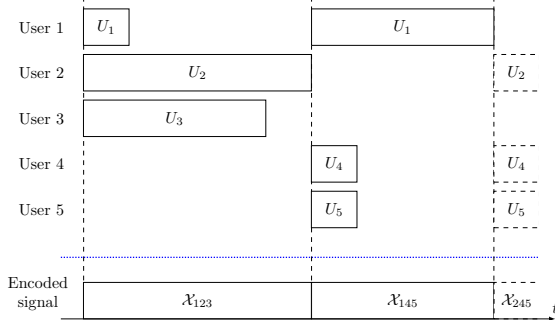 User 1 U₁ U₁
User 2 U₂ U₂
User 3 U₃
User 4 U₄ U₄
User 5 U₅ U₅
Encoded
signal 𝒳₁₂₃ 𝒳₁₄₅ 𝒳₂₄₅
t